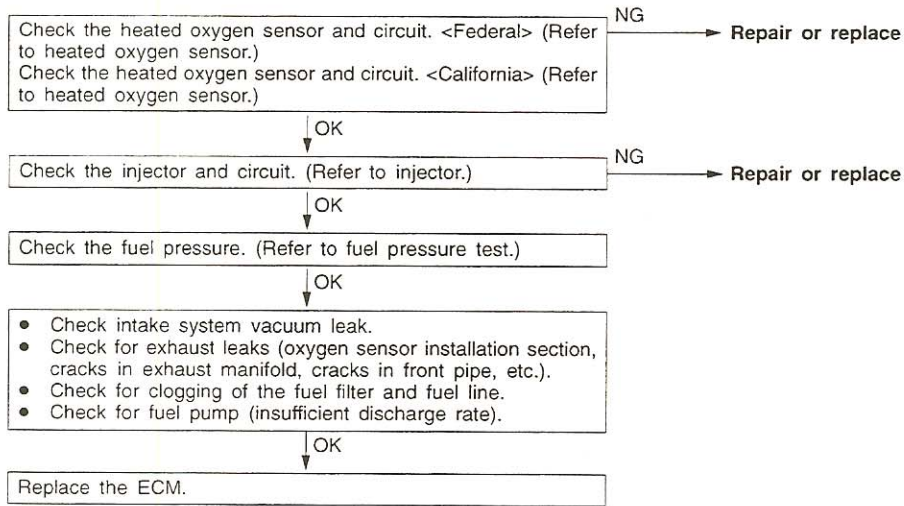 Check the heated oxygen sensor and circuit. <Federal> (Refer
to heated oxygen sensor.)
Check the heated oxygen sensor and circuit. <California> (Refer
to heated oxygen sensor.)
NG
Repair or replace
OK
Check the injector and circuit. (Refer to injector.)
NG
Repair or replace
OK
Check the fuel pressure. (Refer to fuel pressure test.)
OK
● Check intake system vacuum leak.
● Check for exhaust leaks (oxygen sensor installation section,
cracks in exhaust manifold, cracks in front pipe, etc.).
● Check for clogging of the fuel filter and fuel line.
● Check for fuel pump (insufficient discharge rate).
OK
Replace the ECM.